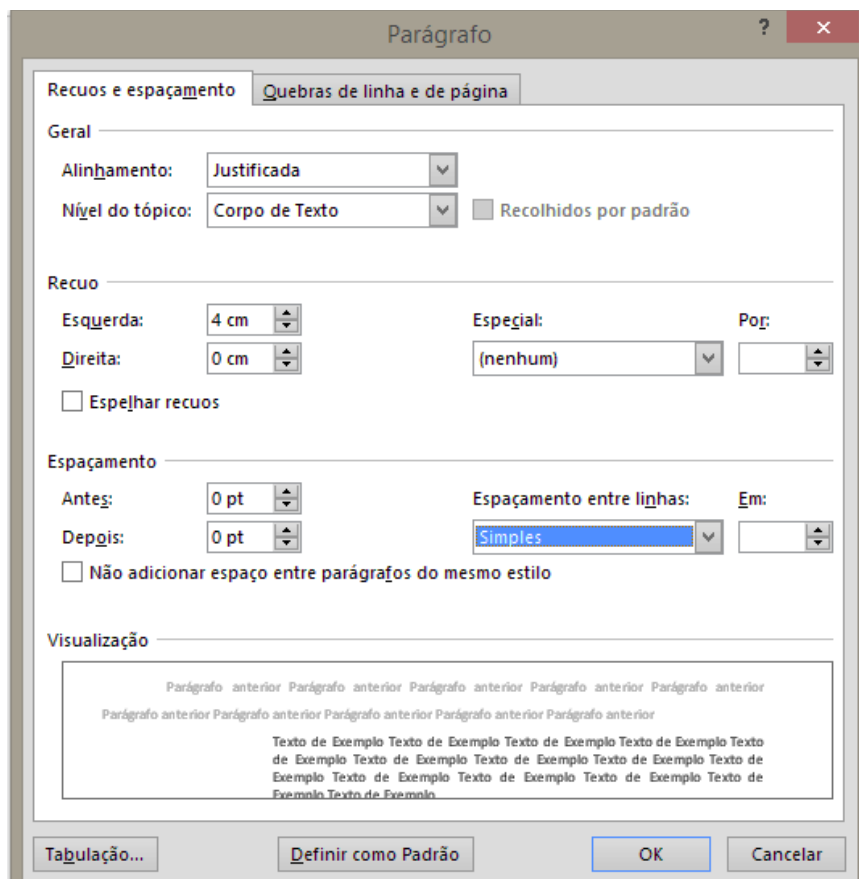 Parágrafo ? ×
Recuos e espaçamento Quebras de linha e de página
Geral
Alinhamento: Justificada
Nível do tópico: Corpo de Texto Recolhidos por padrão
Recuo
Esquerda: 4 cm Especial: Por:
Direita: 0 cm (nenhum)
Espelhar recuos
Espaçamento
Antes: 0 pt Espaçamento entre linhas: Em:
Depois: 0 pt Simples
Não adicionar espaço entre parágrafos do mesmo estilo
Visualização
Parágrafo anterior Parágrafo anterior Parágrafo anterior Parágrafo anterior Parágrafo anterior
Parágrafo anterior Parágrafo anterior Parágrafo anterior Parágrafo anterior Parágrafo anterior
Texto de Exemplo Texto de Exemplo Texto de Exemplo Texto de Exemplo Texto
de Exemplo Texto de Exemplo Texto de Exemplo Texto de Exemplo Texto de
Exemplo Texto de Exemplo Texto de Exemplo Texto de Exemplo Texto de
Exemplo Texto de Exemplo
Tabulação... Definir como Padrão OK Cancelar